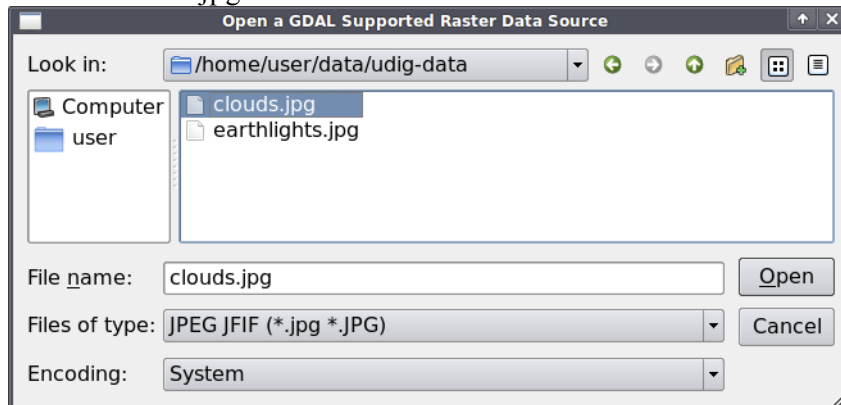 .jpg
Open a GDAL Supported Raster Data Source
Look in: /home/user/data/udig-data
Computer
user
clouds.jpg
earthlights.jpg
File name: clouds.jpg Open
Files of type: JPEG JFIF (*.jpg *.JPG) Cancel
Encoding: System